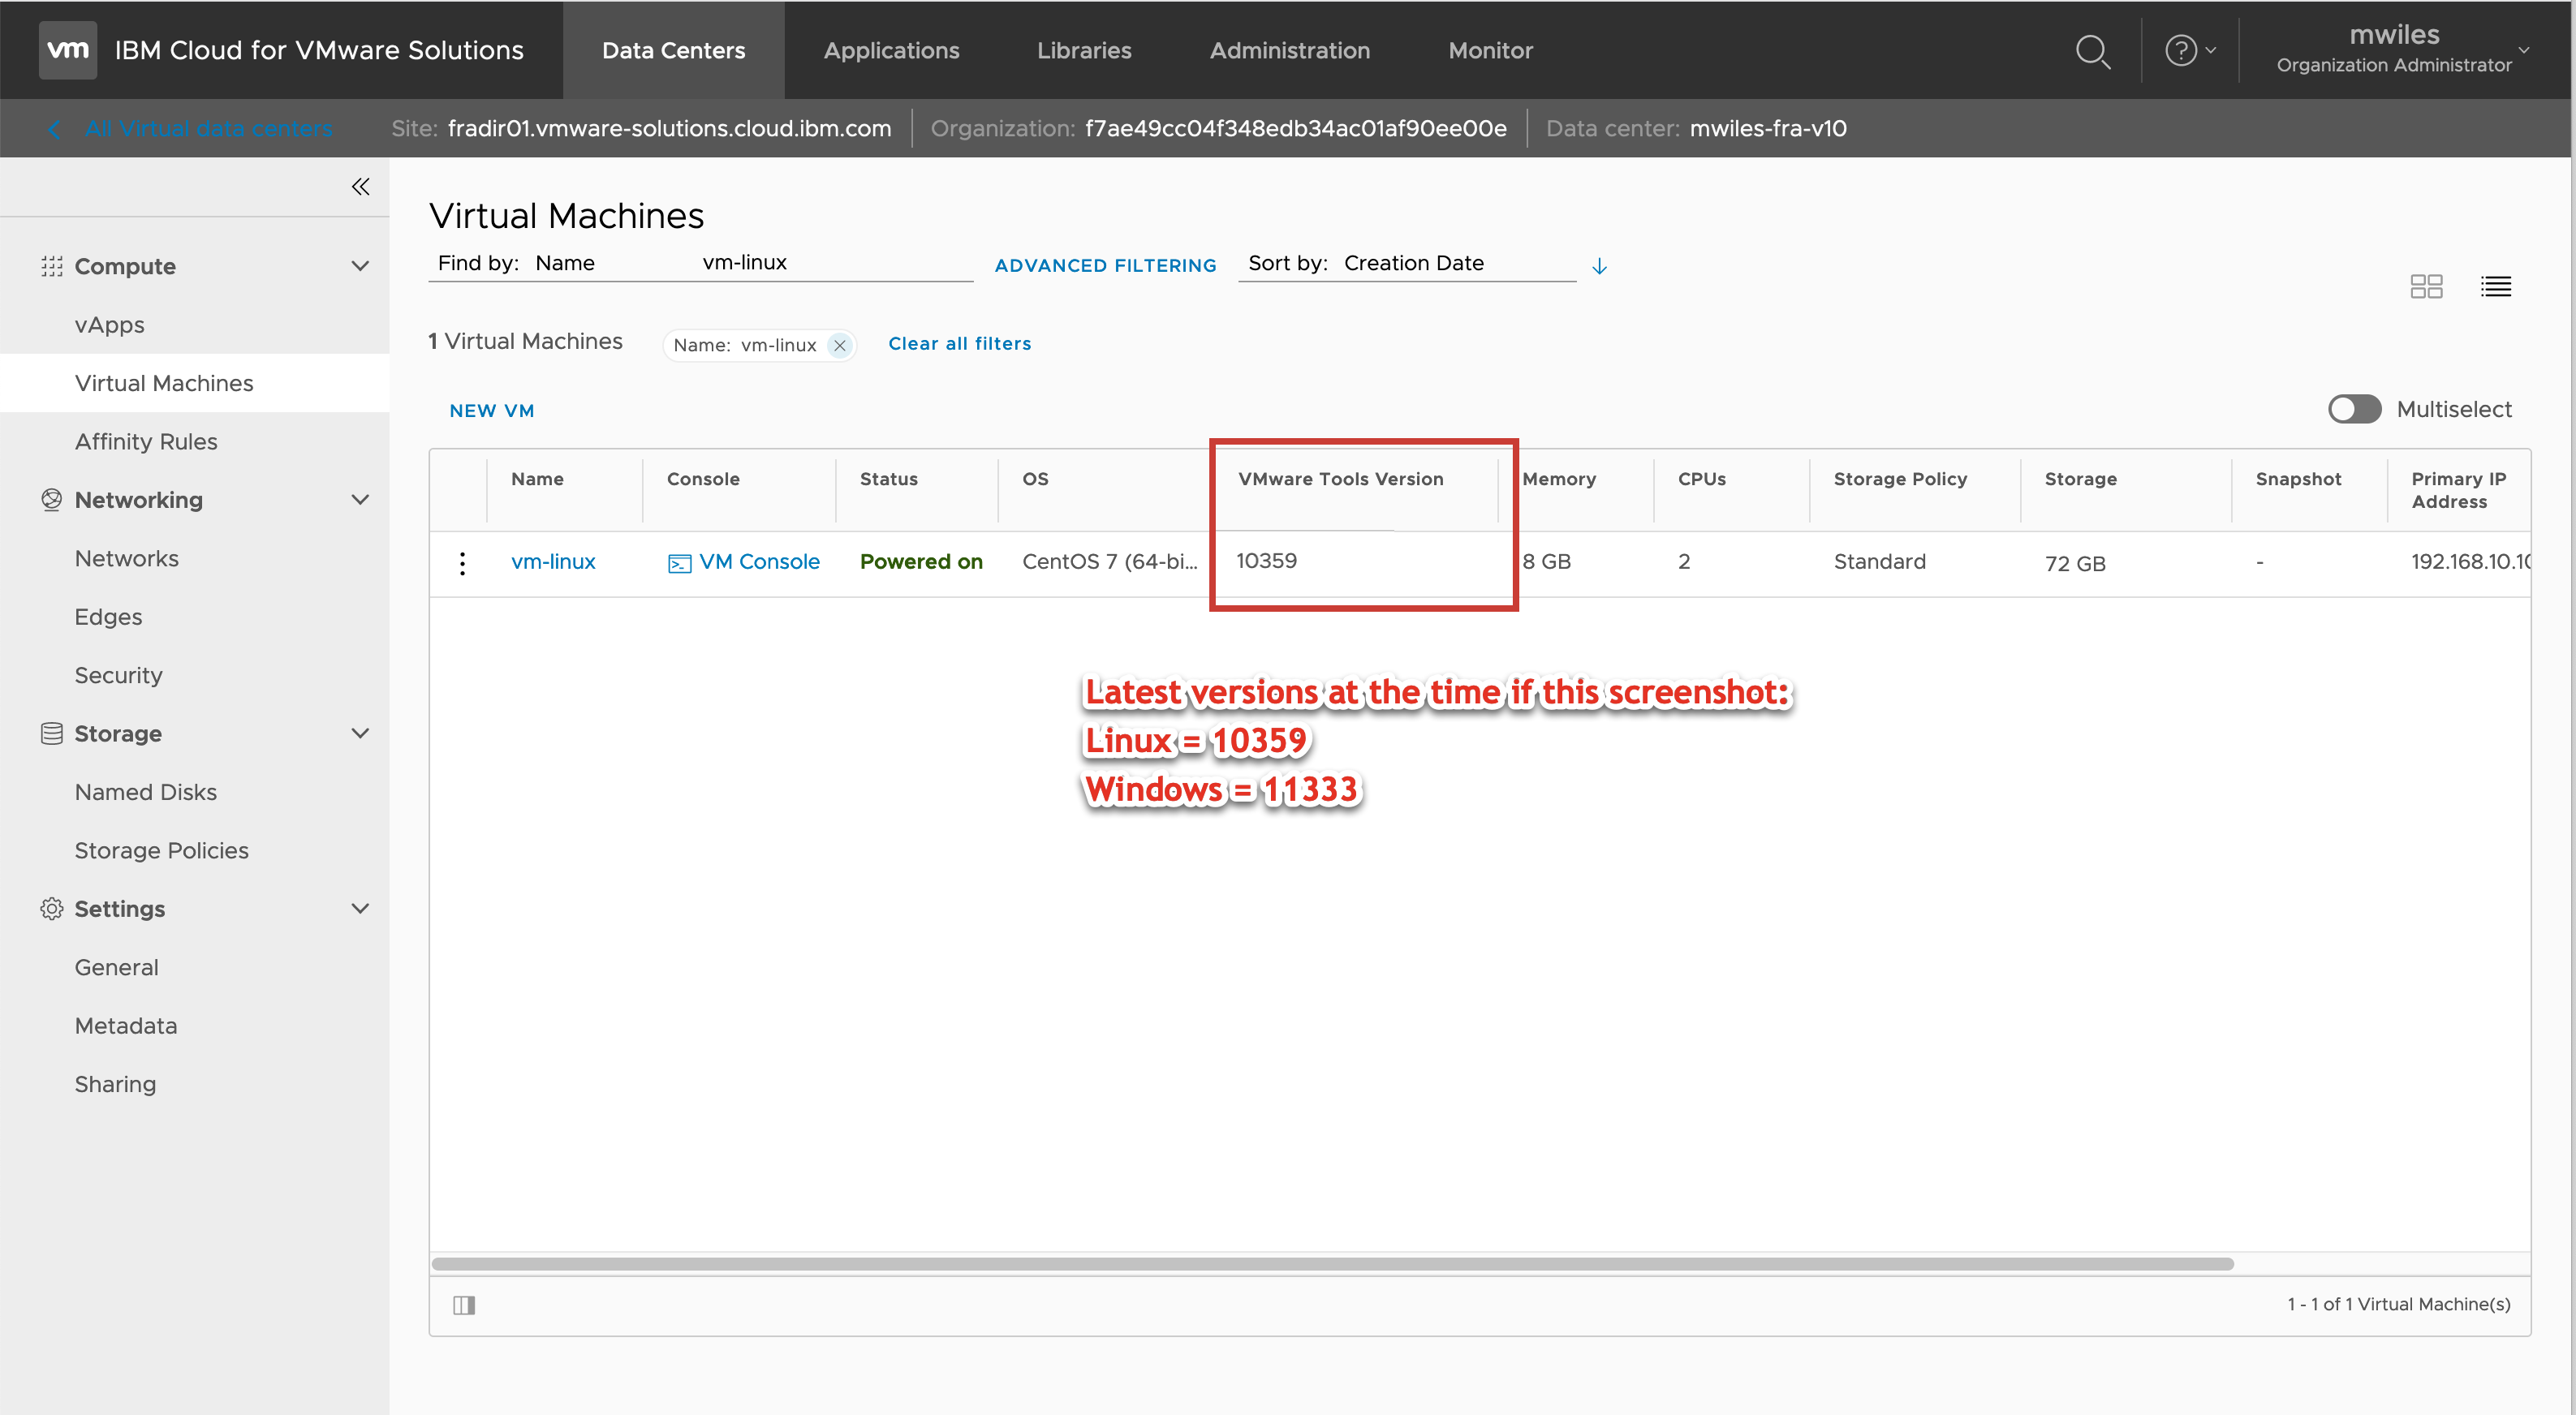 vm IBM Cloud for VMware Solutions Data Centers Applications Libraries Administration Monitor ? mwiles
Organization Administrator
All Virtual data centers Site: fradir01.vmware-solutions.cloud.ibm.com Organization: f7ae49cc04f348edb34ac01af90ee00e Data center: mwiles-fra-v10
Compute
vApps
Virtual Machines
Affinity Rules
Networking
Networks
Edges
Security
Storage
Named Disks
Storage Policies
Settings
General
Metadata
Sharing
Virtual Machines
Find by: Name vm-linux ADVANCED FILTERING Sort by: Creation Date
1 Virtual Machines Name: vm-linux Clear all filters
NEW VM Multiselect
Name Console Status OS VMware Tools Version Memory CPUs Storage Policy Storage Snapshot Primary IP
Address
vm-linux VM Console Powered on CentOS 7 (64-bi... 10359 8 GB 2 Standard 72 GB - 192.168.10.10
Latest versions at the time if this screenshot:
Linux = 10359
Windows = 11333
1 - 1 of 1 Virtual Machine(s)